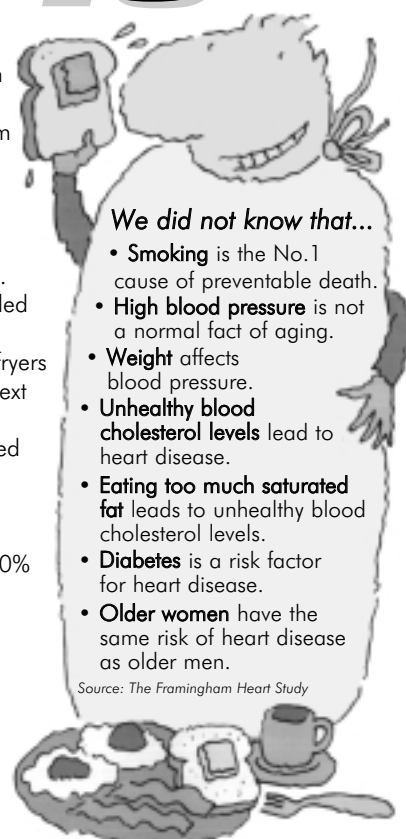 We did not know that...
• Smoking is the No.1
cause of preventable death.
• High blood pressure is not
a normal fact of aging.
• Weight affects
blood pressure.
• Unhealthy blood
cholesterol levels lead to
heart disease.
• Eating too much saturated
fat leads to unhealthy blood
cholesterol levels.
• Diabetes is a risk factor
for heart disease.
• Older women have the
same risk of heart disease
as older men.
Source: The Framingham Heart Study